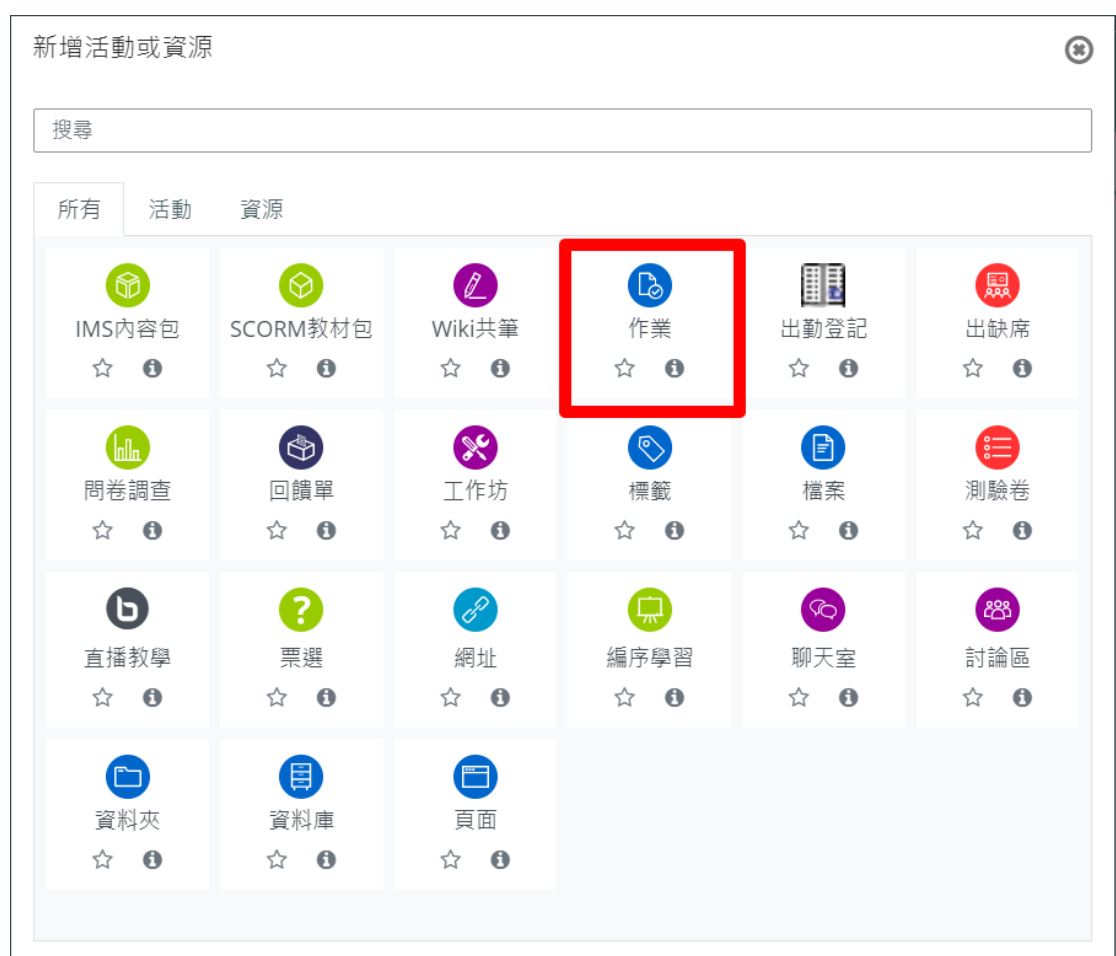 新增活動或資源
搜尋
所有 活動 資源
IMS內容包 SCORM教材包 Wiki共筆 作業 出勤登記 出缺席
問卷調查 回饋單 工作坊 標籤 檔案 測驗卷
直播教學 票選 網址 編序學習 聊天室 討論區
資料夾 資料庫 頁面